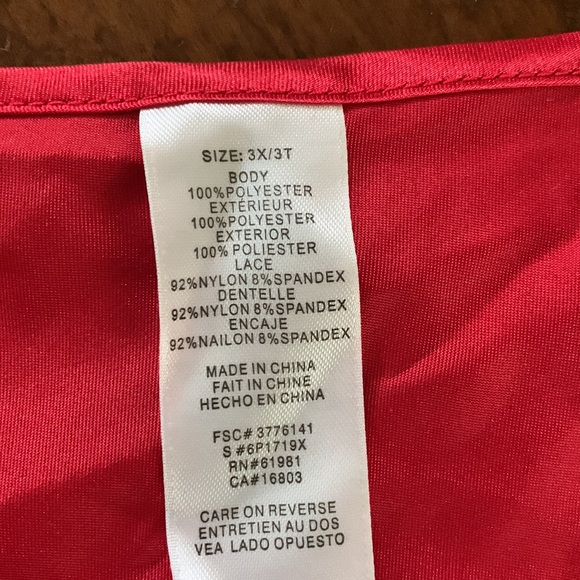 SIZE: 3X/3T
BODY
100%POLYESTER
EXTÉRIEUR
100%POLYESTER
EXTERIOR
100%POLIESTER
LACE
92%NYLON 8%SPANDEX
DENTELLE
92%NYLON 8%SPANDEX
ENCAJE
92%NAILON 8%SPANDEX
MADE IN CHINA
FAIT IN CHINE
HECHO EN CHINA
FSC# 3776141
S #6P1719X
RN#61981
CA#16803
CARE ON REVERSE
ENTRETIEN AU DOS
VEA LADO OPUESTO